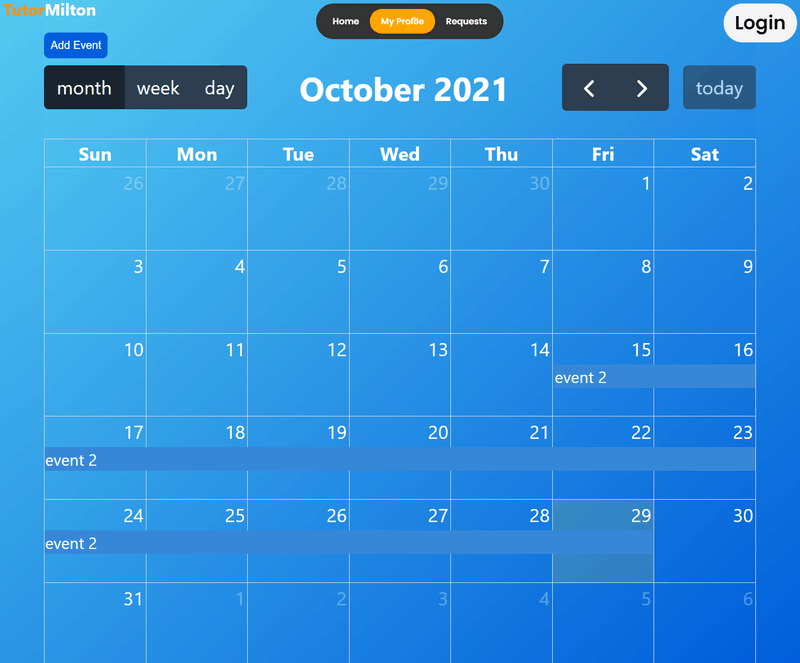 TutorMilton
Home My Profile Requests
Login
Add Event
month week day
October 2021
today
Sun Mon Tue Wed Thu Fri Sat
26 27 28 29 30 1 2
3 4 5 6 7 8 9
10 11 12 13 14 15 16
event 2
17 18 19 20 21 22 23
event 2
24 25 26 27 28 29 30
event 2
31 1 2 3 4 5 6